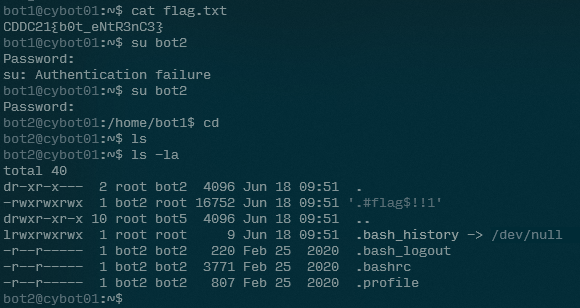 bot1@cybot01:~$ cat flag.txt
CDDC21{b0t_eNtR3nC3}
bot1@cybot01:~$ su bot2
Password:
su: Authentication failure
bot1@cybot01:~$ su bot2
Password:
bot2@cybot01:/home/bot1$ cd
bot2@cybot01:~$ ls
bot2@cybot01:~$ ls -la
total 40
dr-xr-x--- 2 root bot2 4096 Jun 18 09:51 .
-rwxrwxrwx 1 bot2 root 16752 Jun 18 09:51 '.#flag$!!1'
drwxr-xr-x 10 root bot5 4096 Jun 18 09:51 ..
lrwxrwxrwx 1 root root 9 Jun 18 09:51 .bash_history -> /dev/null
-r--r----- 1 bot2 bot2 220 Feb 25 2020 .bash_logout
-r--r----- 1 bot2 bot2 3771 Feb 25 2020 .bashrc
-r--r----- 1 bot2 bot2 807 Feb 25 2020 .profile
bot2@cybot01:~$